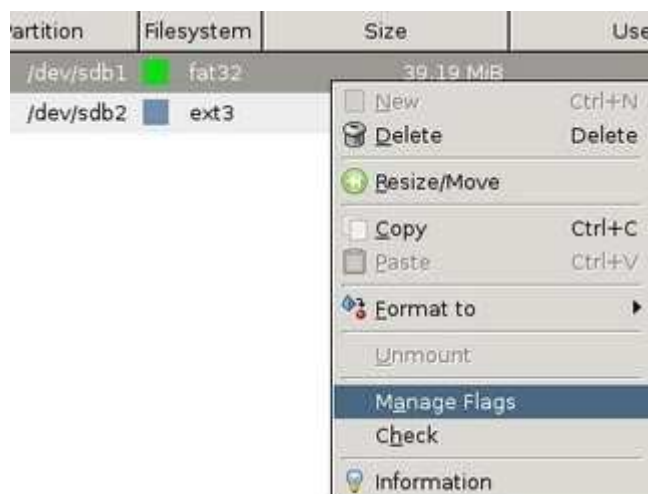 Partition Filesystem Size Use
/dev/sdb1 fat32 39.19 MiB
/dev/sdb2 ext3
New Ctrl+N
Delete Delete
Resize/Move
Copy Ctrl+C
Paste Ctrl+V
Format to
Unmount
Manage Flags
Check
Information